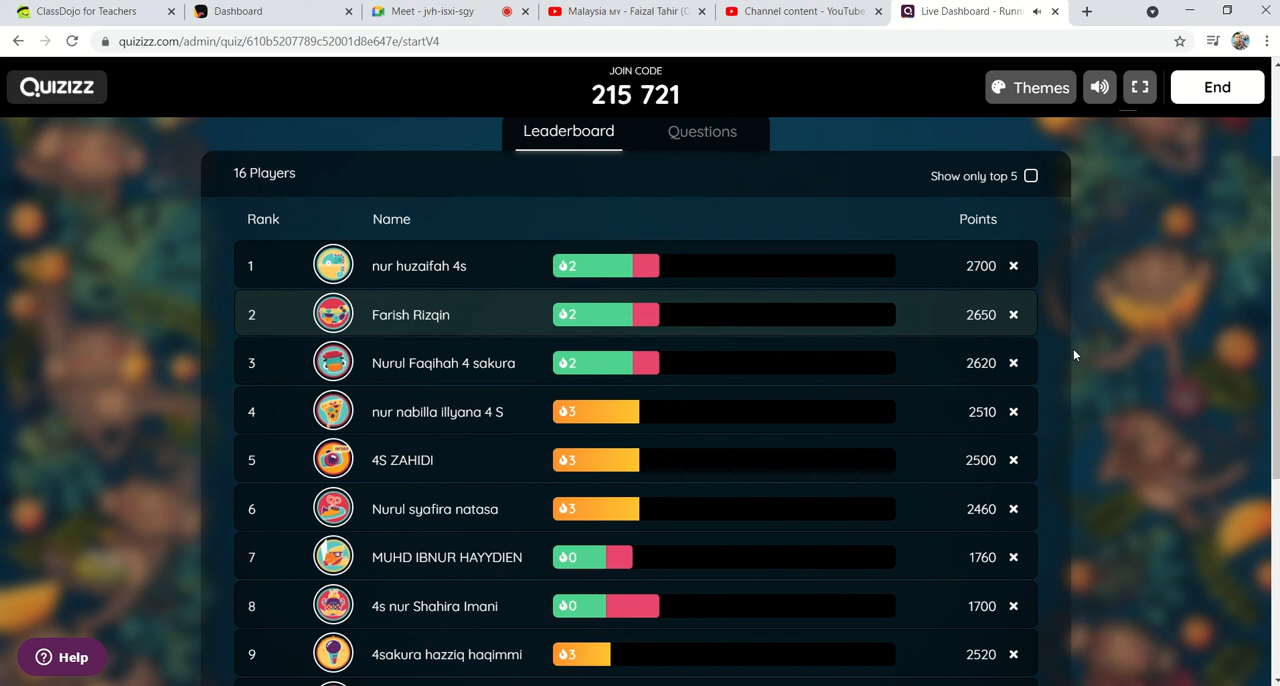 ClassDojo for Teachers
Dashboard
Meet - jvh-isxi-sgy
Malaysia MY - Faizal Tahir (O
Channel content - YouTube
Live Dashboard - Runni
quizizz.com/admin/quiz/610b5207789c52001d8e647e/startV4
Quizizz
JOIN CODE
215 721
Themes
End
Leaderboard
Questions
16 Players
Show only top 5
Rank Name Points
1 nur huzaifah 4s 2 2700
2 Farish Rizqin 2 2650
3 Nurul Faqihah 4 sakura 2 2620
4 nur nabilla illyana 4 S 3 2510
5 4S ZAHIDI 3 2500
6 Nurul syafira natasa 3 2460
7 MUHD IBNUR HAYYDIEN 0 1760
8 4s nur Shahira Imani 0 1700
9 4sakura hazziq haqimmi 3 2520
Help